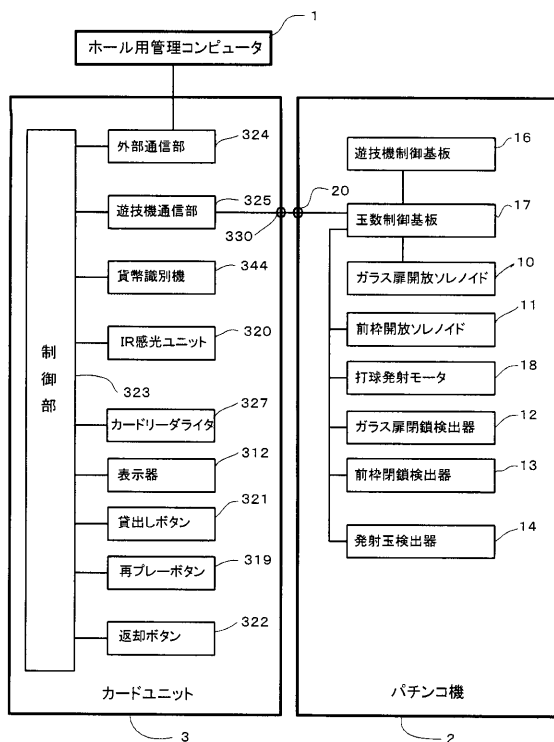 1
ホール用管理コンピュータ
制御部
323
外部通信部
324
遊技機通信部
325
330
20
貨幣識別機
344
IR感光ユニット
320
カードリーダライタ
327
表示器
312
貸出しボタン
321
再プレーボタン
319
返却ボタン
322
カードユニット
3
遊技機制御基板
16
玉数制御基板
17
ガラス扉開放ソレノイド
10
前枠開放ソレノイド
11
打球発射モータ
18
ガラス扉閉鎖検出器
12
前枠閉鎖検出器
13
発射玉検出器
14
パチンコ機
2